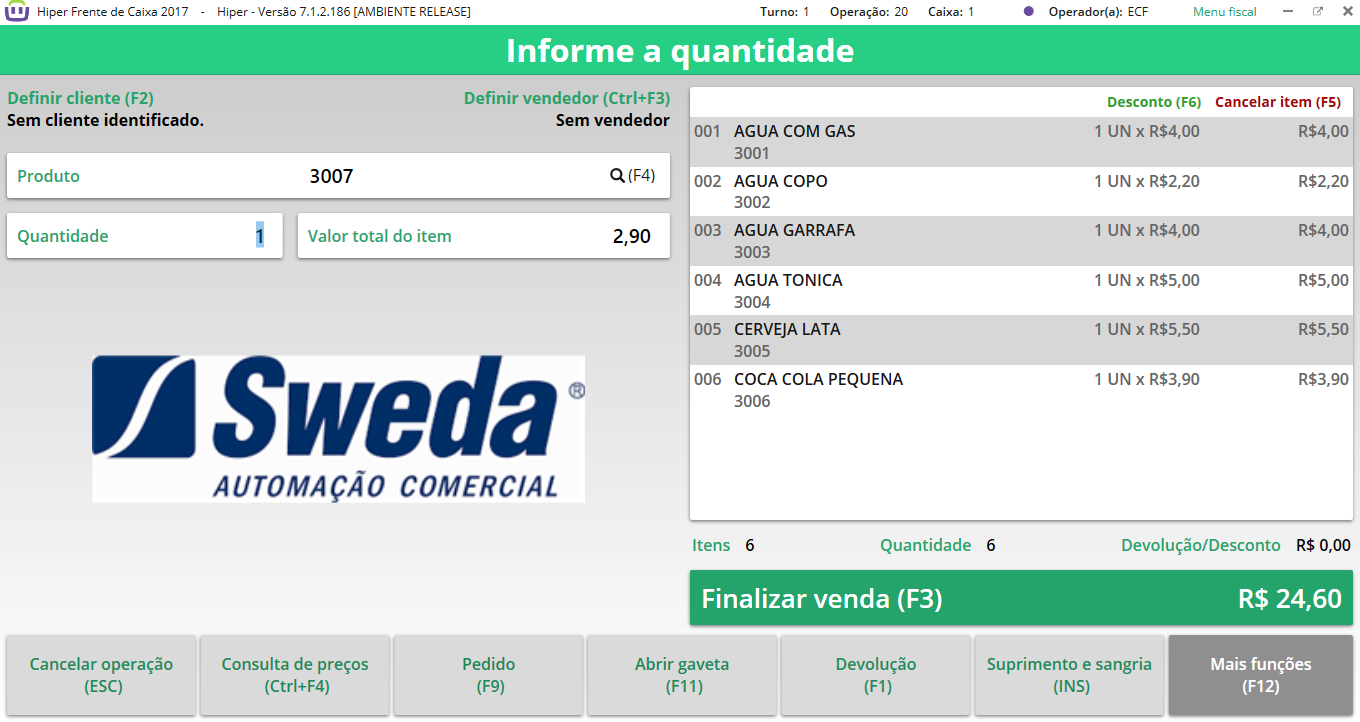 Hiper Frente de Caixa 2017 - Hiper - Versão 7.1.2.186 [AMBIENTE RELEASE] Turno: 1 Operação: 20 Caixa: 1 Operador(a): ECF Menu fiscal
Informe a quantidade
Definir cliente (F2) Definir vendedor (Ctrl+F3)
Sem cliente identificado. Sem vendedor
Produto 3007 (F4)
Quantidade 1 Valor total do item 2,90
Sweda ®
AUTOMAÇÃO COMERCIAL
Desconto (F6) Cancelar item (F5)
001 AGUA COM GAS 1 UN x R$4,00 R$4,00
3001
002 AGUA COPO 1 UN x R$2,20 R$2,20
3002
003 AGUA GARRAFA 1 UN x R$4,00 R$4,00
3003
004 AGUA TONICA 1 UN x R$5,00 R$5,00
3004
005 CERVEJA LATA 1 UN x R$5,50 R$5,50
3005
006 COCA COLA PEQUENA 1 UN x R$3,90 R$3,90
3006
Itens 6 Quantidade 6 Devolução/Desconto R$ 0,00
Finalizar venda (F3) R$ 24,60
Cancelar operação (ESC)
Consulta de preços (Ctrl+F4)
Pedido (F9)
Abrir gaveta (F11)
Devolução (F1)
Suprimento e sangria (INS)
Mais funções (F12)